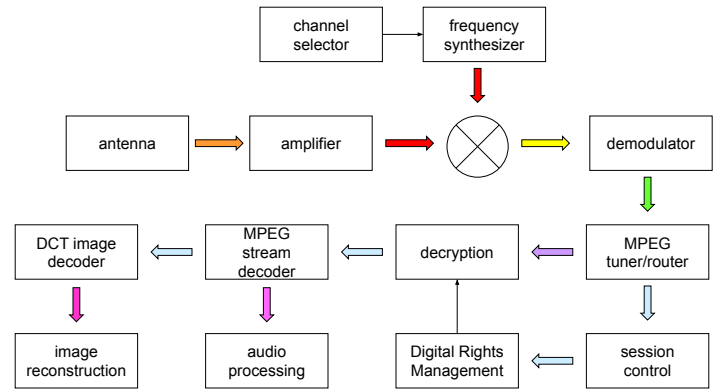 channel
selector
frequency
synthesizer
antenna
amplifier
demodulator
DCT image
decoder
MPEG
stream
decoder
decryption
MPEG
tuner/router
image
reconstruction
audio
processing
Digital Rights
Management
session
control